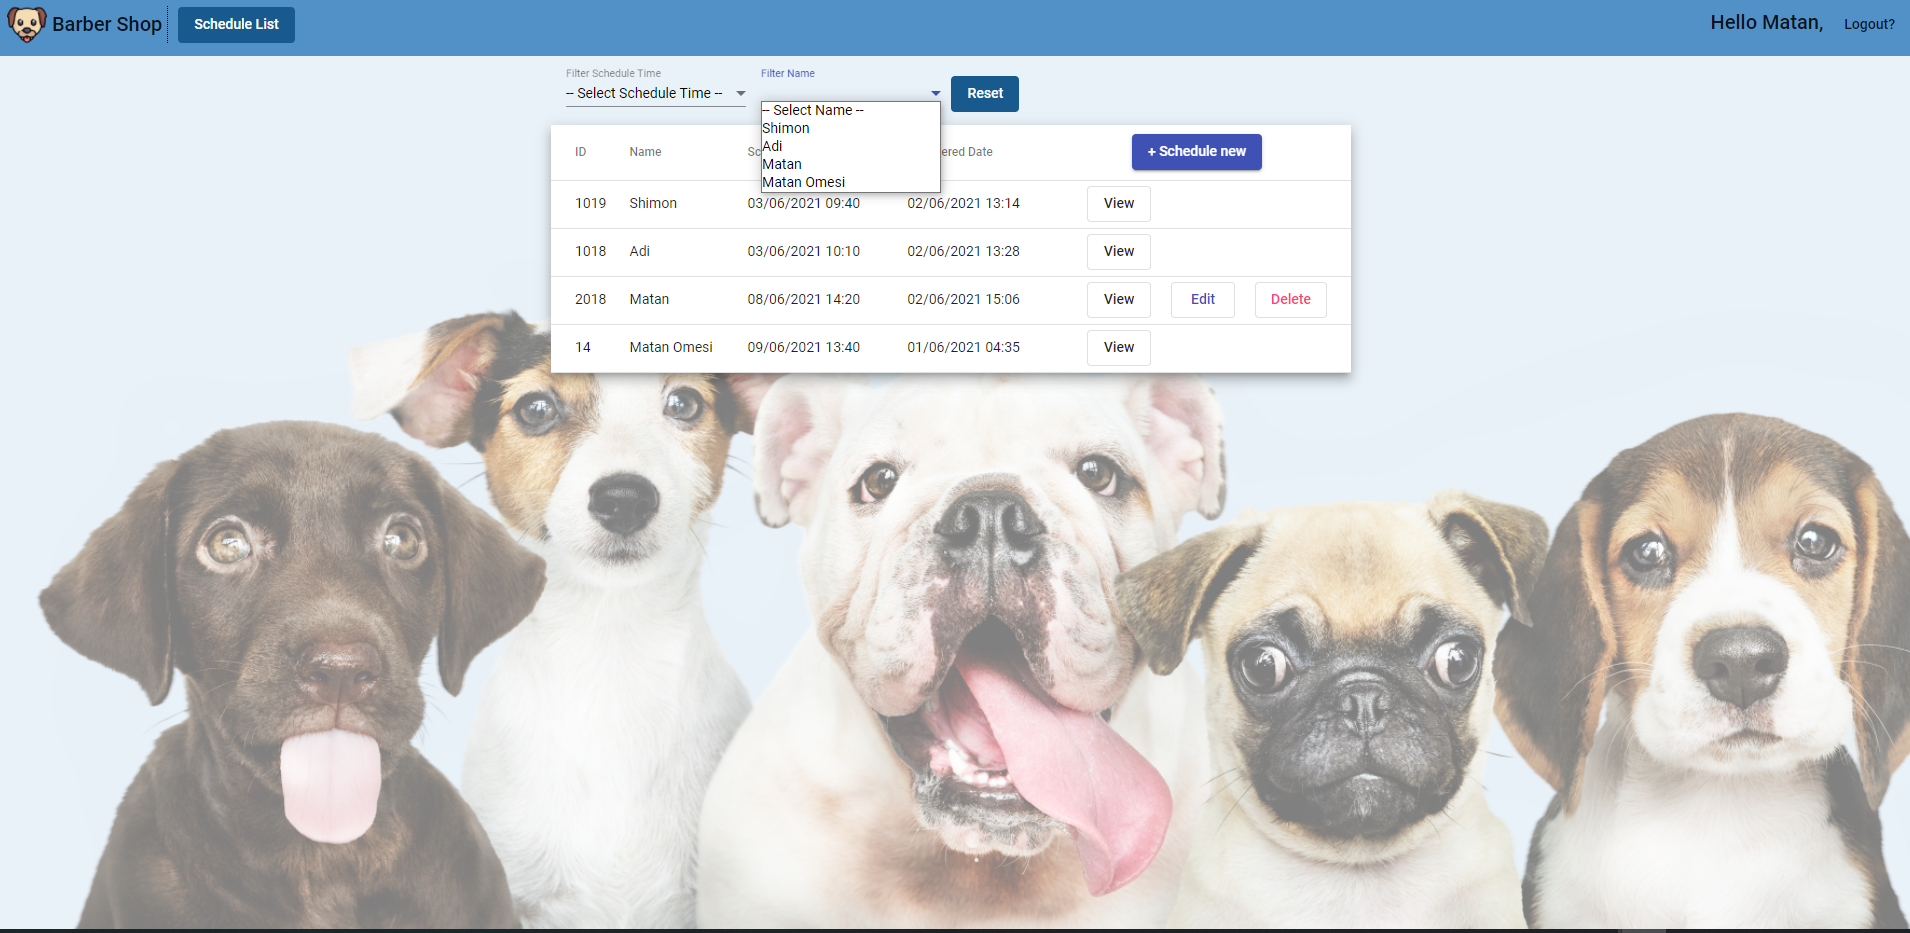 Barber Shop
Schedule List
Hello Matan,
Logout?
Filter Schedule Time
-- Select Schedule Time --
Filter Name
Reset
-- Select Name --
Shimon
Adi
Matan
Matan Omesi
ID Name + Schedule new
Date
1019 Shimon 03/06/2021 09:40 02/06/2021 13:14 View
1018 Adi 03/06/2021 10:10 02/06/2021 13:28 View
2018 Matan 08/06/2021 14:20 02/06/2021 15:06 View Edit Delete
14 Matan Omesi 09/06/2021 13:40 01/06/2021 04:35 View